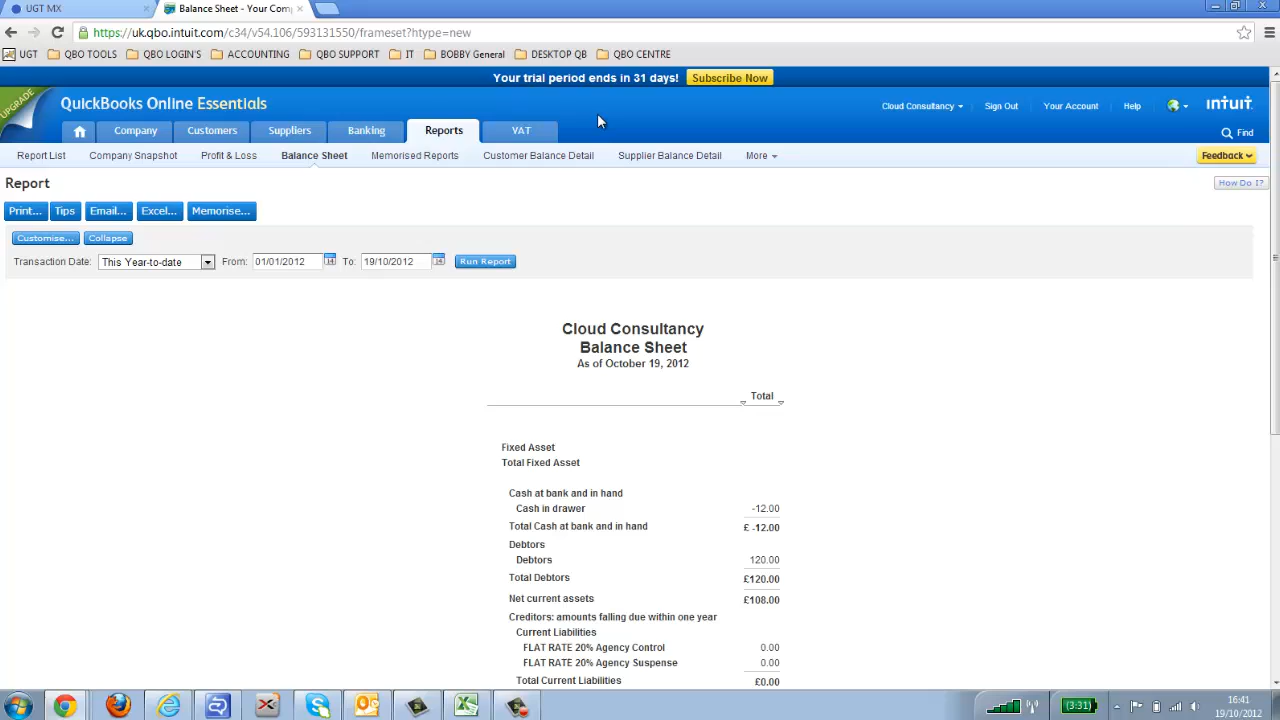 UGT MX
Balance Sheet - Your Comp
https://uk.qbo.intuit.com/c34/v54.106/593131550/frameset?htype=new
UGT QBO TOOLS QBO LOGIN'S ACCOUNTING QBO SUPPORT IT BOBBY General DESKTOP QB QBO CENTRE
Your trial period ends in 31 days! Subscribe Now
UPGRADE
QuickBooks Online Essentials
Cloud Consultancy Sign Out Your Account Help INTUIT
Company Customers Suppliers Banking Reports VAT
Find
Report List Company Snapshot Profit & Loss Balance Sheet Memorised Reports Customer Balance Detail Supplier Balance Detail More
Feedback
Report
How Do I?
Print... Tips Email... Excel... Memorise...
Customise... Collapse
Transaction Date: This Year-to-date From: 01/01/2012 14 To: 19/10/2012 14 Run Report
Cloud Consultancy
Balance Sheet
As of October 19, 2012
Total
Fixed Asset
Total Fixed Asset
Cash at bank and in hand
Cash in drawer -12.00
Total Cash at bank and in hand £ -12.00
Debtors
Debtors 120.00
Total Debtors £120.00
Net current assets £108.00
Creditors: amounts falling due within one year
Current Liabilities
FLAT RATE 20% Agency Control 0.00
FLAT RATE 20% Agency Suspense 0.00
Total Current Liabilities £0.00
(3:31)
16:41
19/10/2012